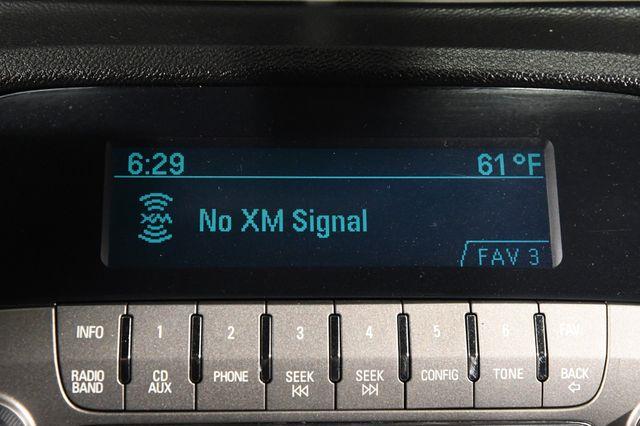 6:29 61°F
XM No XM Signal
FAV 3
INFO 1 2 3 4 5 6 FAV
RADIO BAND CD AUX PHONE SEEK SEEK CONFIG TONE BACK